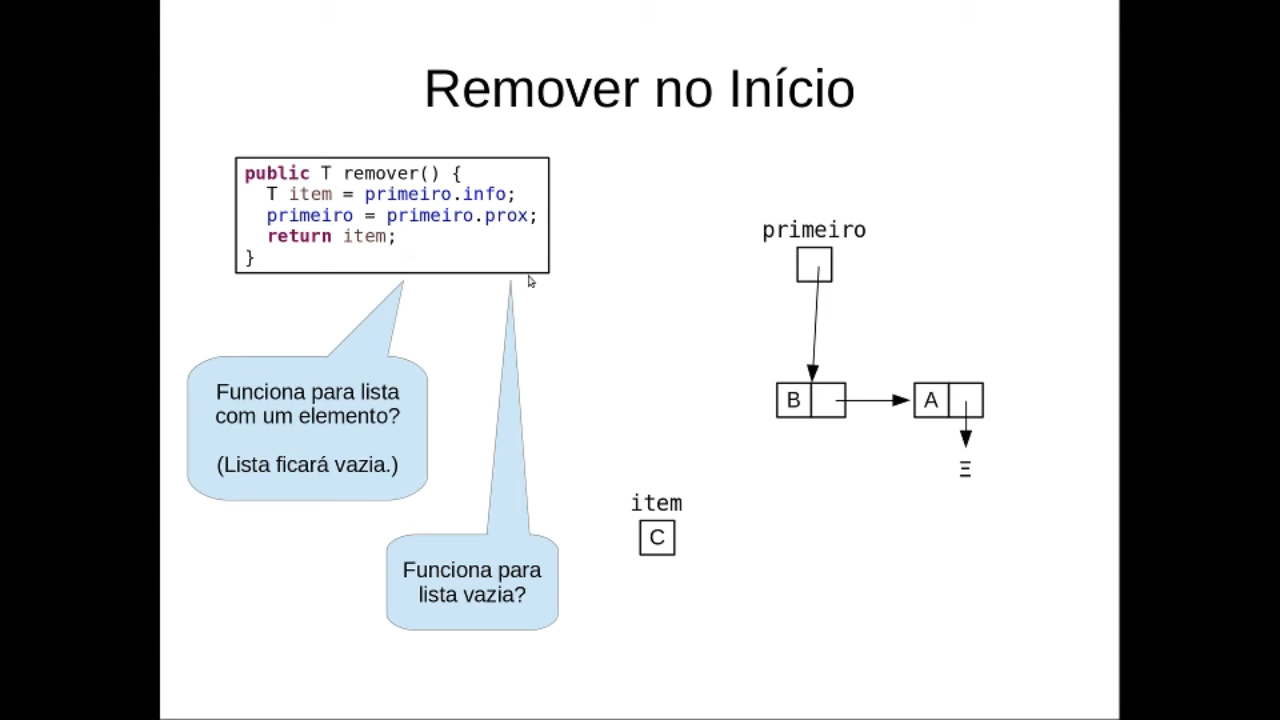 Remover no Início
public T remover() {
T item = primeiro.info;
primeiro = primeiro.prox;
return item;
}
Funciona para lista
com um elemento?
(Lista ficará vazia.)
Funciona para
lista vazia?
primeiro
B
A
item
C